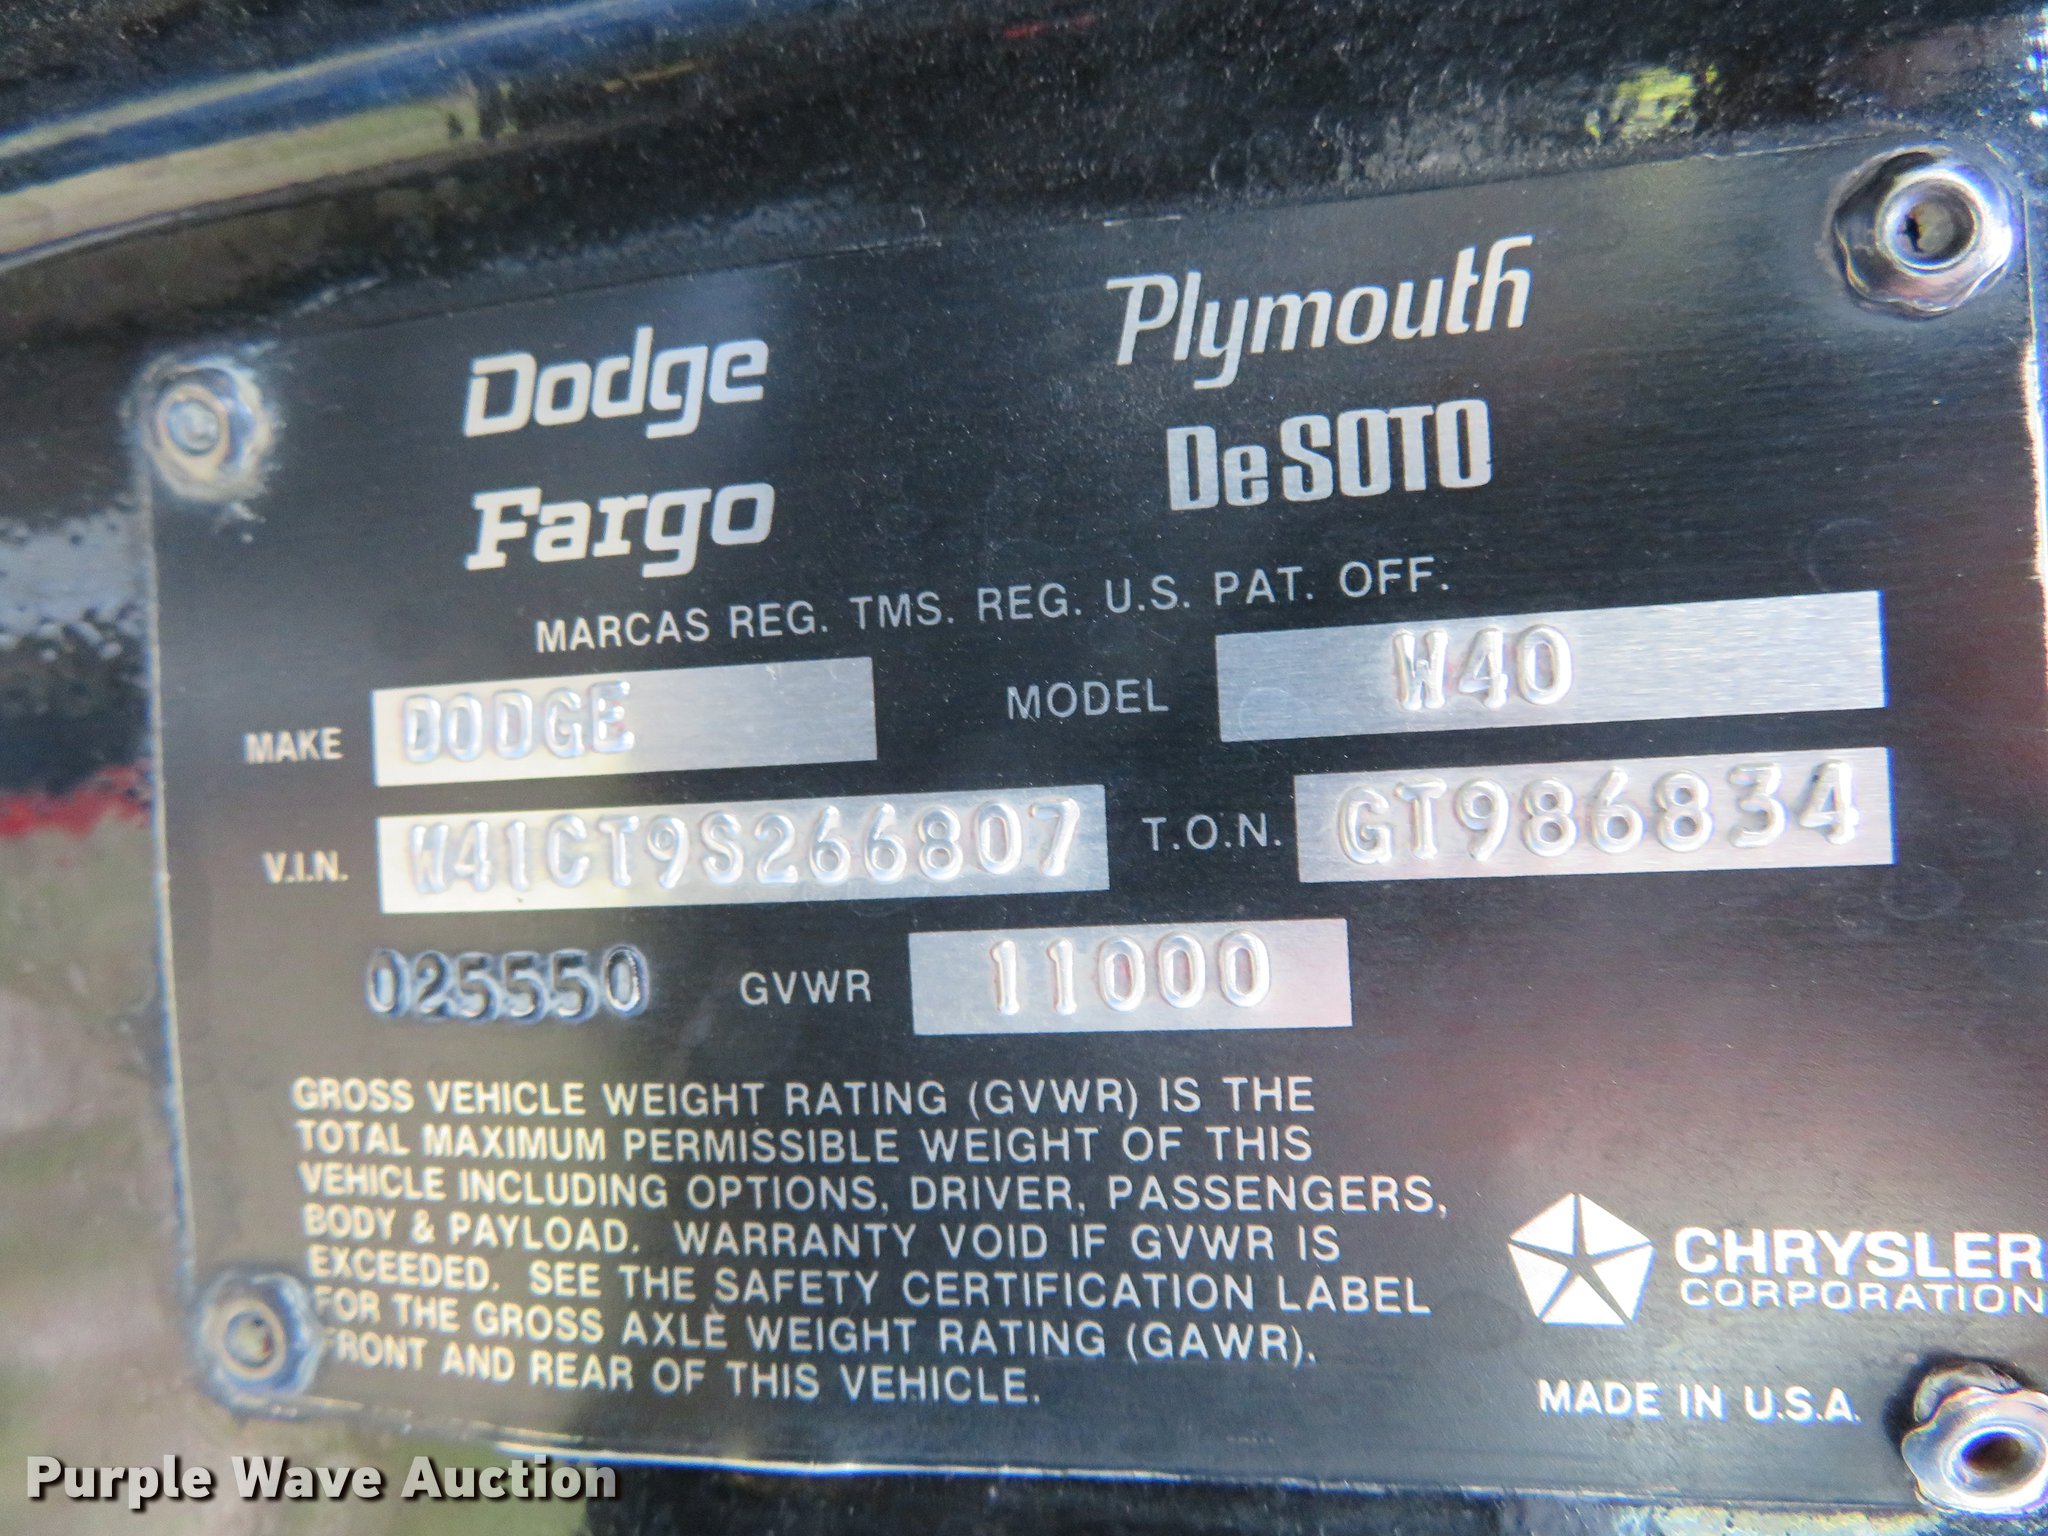 Dodge Plymouth
Fargo DeSOTO
MARCAS REG. TMS. REG. U.S. PAT. OFF.
MAKE DODGE MODEL W40
V.I.N. W41CT9S266807 T.O.N. GT986834
025550 GVWR 11000
GROSS VEHICLE WEIGHT RATING (GVWR) IS THE
TOTAL MAXIMUM PERMISSIBLE WEIGHT OF THIS
VEHICLE INCLUDING OPTIONS, DRIVER, PASSENGERS,
BODY & PAYLOAD. WARRANTY VOID IF GVWR IS
EXCEEDED. SEE THE SAFETY CERTIFICATION LABEL
FOR THE GROSS AXLE WEIGHT RATING (GAWR).
FRONT AND REAR OF THIS VEHICLE.
CHRYSLER
CORPORATION
MADE IN U.S.A.
Purple Wave Auction